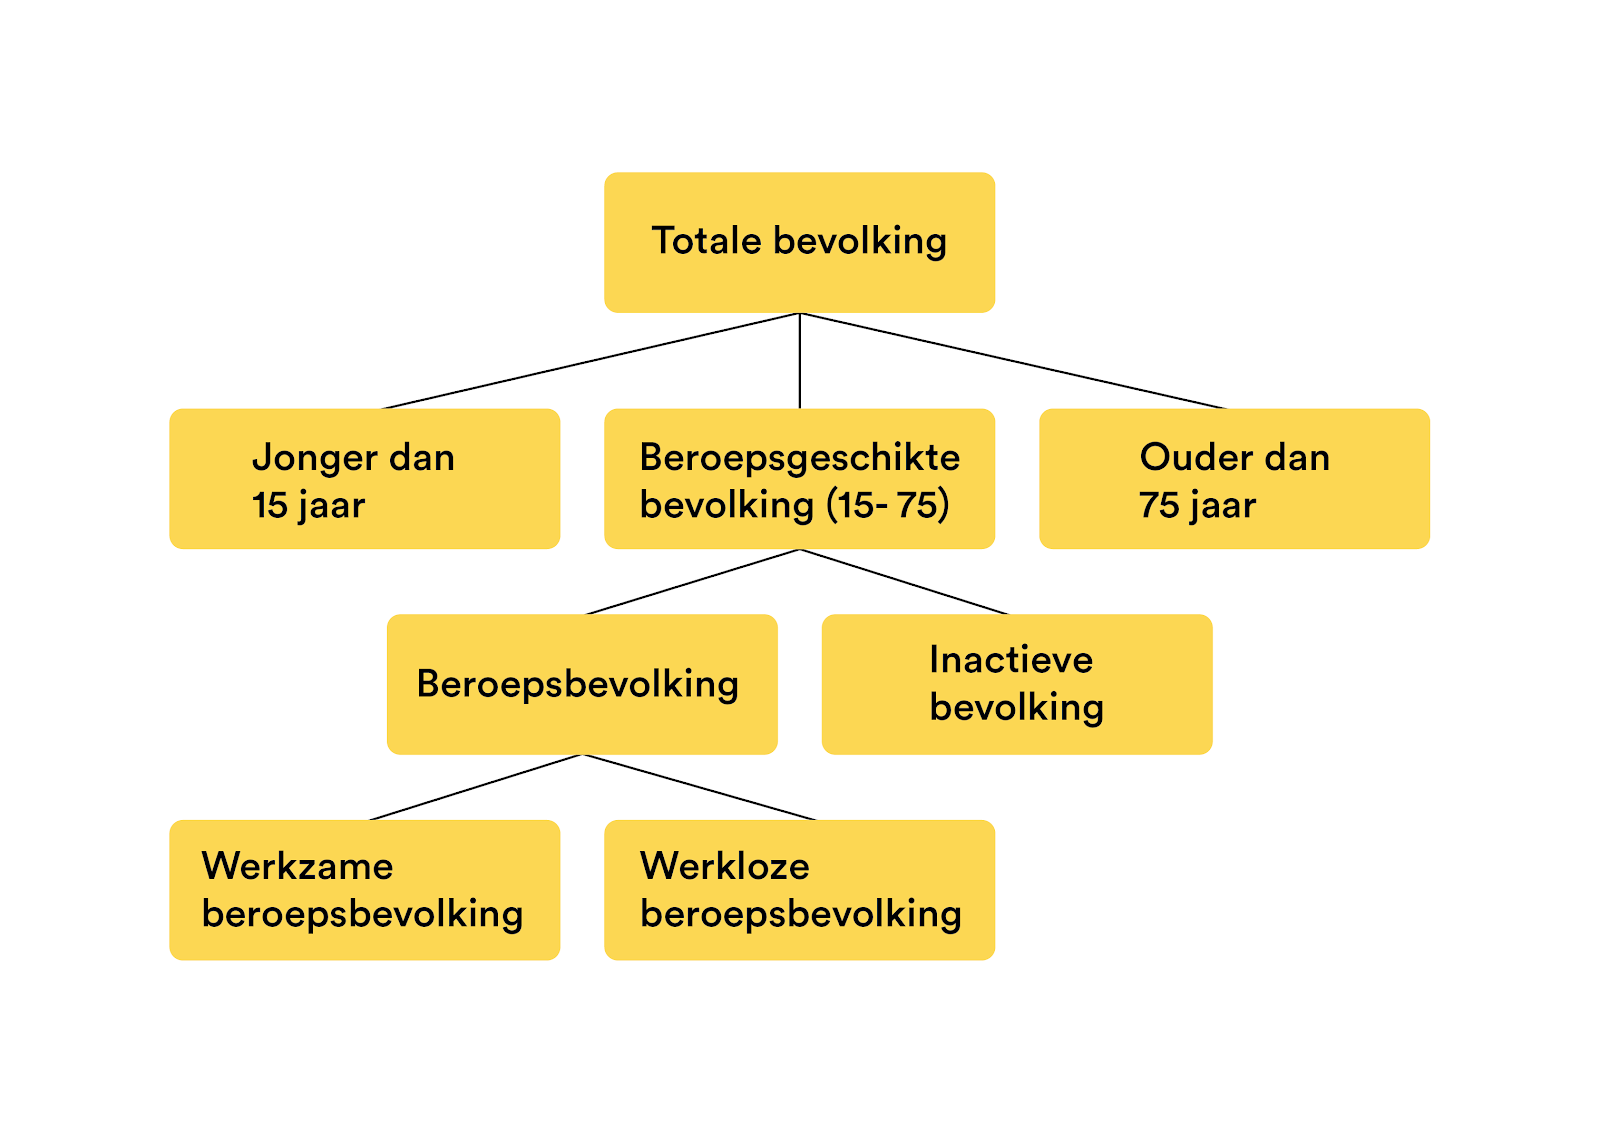 Totale bevolking
Jonger dan
15 jaar
Beroepsgeschikte
bevolking (15- 75)
Ouder dan
75 jaar
Beroepsbevolking
Inactieve
bevolking
Werkzame
beroepsbevolking
Werkloze
beroepsbevolking